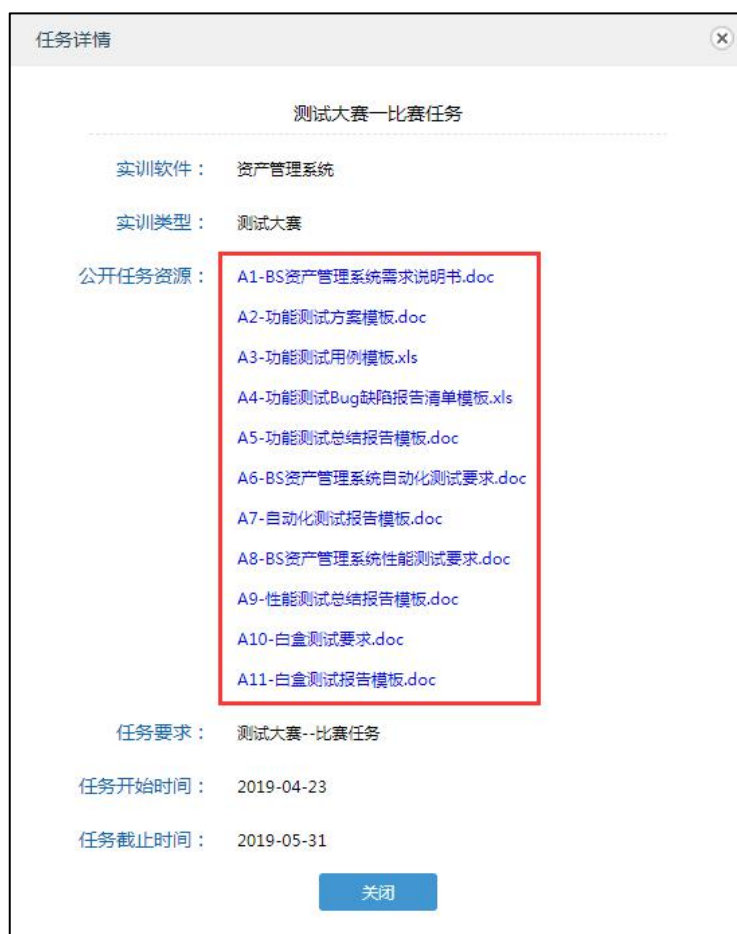 任务详情
测试大赛一比赛任务
实训软件： 资产管理系统
实训类型： 测试大赛
公开任务资源： A1-BS资产管理系统需求说明书.doc
A2-功能测试方案模板.doc
A3-功能测试用例模板.xls
A4-功能测试Bug缺陷报告清单模板.xls
A5-功能测试总结报告模板.doc
A6-BS资产管理系统自动化测试要求.doc
A7-自动化测试报告模板.doc
A8-BS资产管理系统性能测试要求.doc
A9-性能测试总结报告模板.doc
A10-白盒测试要求.doc
A11-白盒测试报告模板.doc
任务要求： 测试大赛--比赛任务
任务开始时间： 2019-04-23
任务截止时间： 2019-05-31
关闭